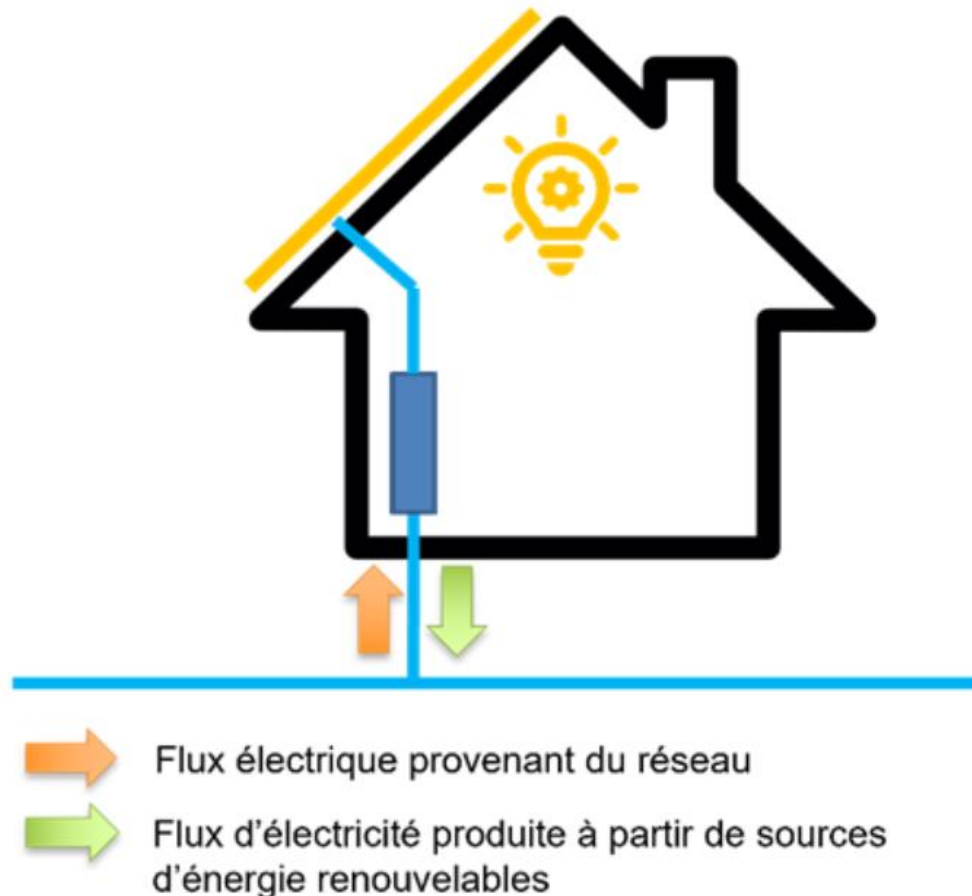 Flux électrique provenant du réseau
Flux d’électricité produite à partir de sources
d’énergie renouvelables